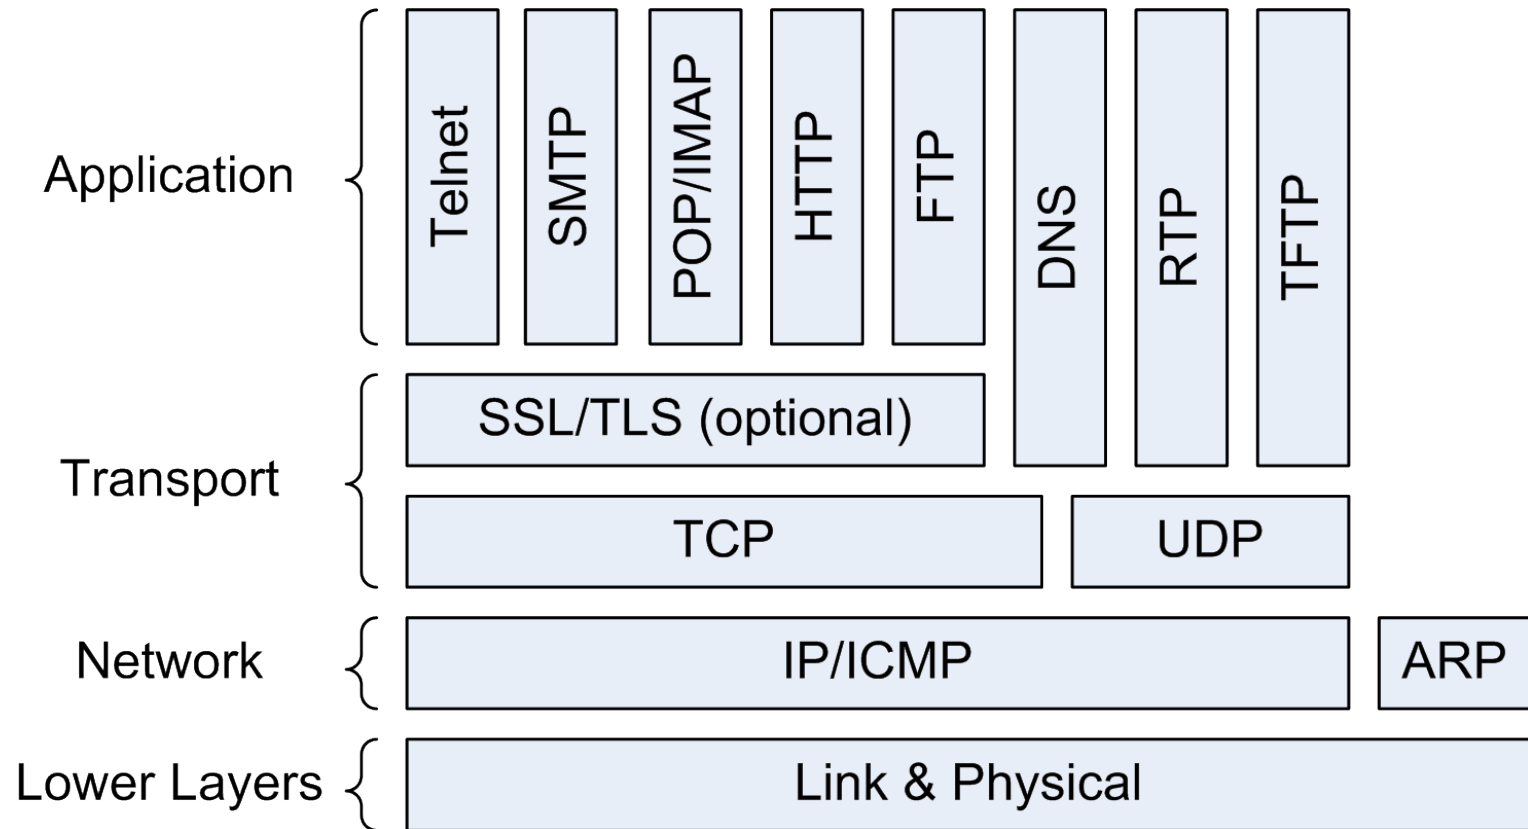 Application
Telnet
SMTP
POP/IMAP
HTTP
FTP
DNS
RTP
TFTP
Transport
SSL/TLS (optional)
TCP
UDP
Network
IP/ICMP
ARP
Lower Layers
Link & Physical